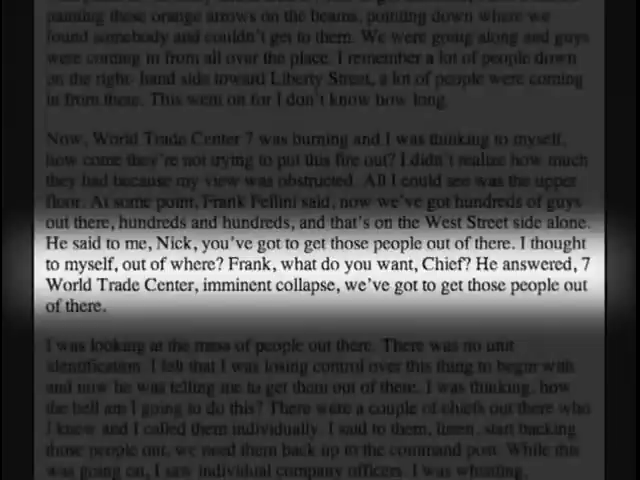 painting these orange arrows on the beams, pointing down where we
found somebody and couldn't get to them. We were going along and guys
were coming in from all over the place. I remember a lot of people down
on the right- hand side toward Liberty Street, a lot of people were coming
in from there. This went on for I don't know how long.
Now, World Trade Center 7 was burning and I was thinking to myself,
how come they're not trying to put this fire out? I didn't realize how much
they had because my view was obstructed. All I could see was the upper
floor. At some point, Frank Fellini said, now we've got hundreds of guys
out there, hundreds and hundreds, and that's on the West Street side alone.
He said to me, Nick, you've got to get those people out of there. I thought
to myself, out of where? Frank, what do you want, Chief? He answered, 7
World Trade Center, imminent collapse, we've got to get those people out
of there.
I was looking at the mass of people out there. There was no unit
identification. I felt that I was losing control over this thing to begin with
and now he was telling me to get them out of there. I was thinking, how
the hell am I going to do this? There were a couple of chiefs out there who
I knew and I called them individually. I said to them, listen, start backing
those people out, we need them back up to the command post. While this
was going on, I saw individual company officers. I was whistling,